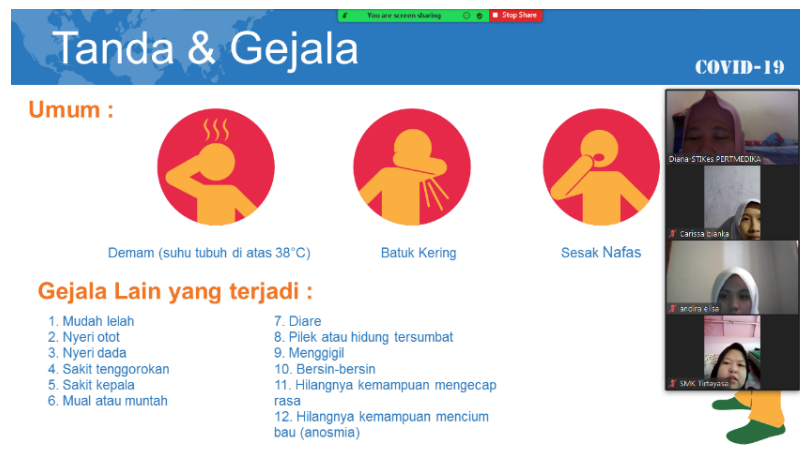 You are screen sharing
Stop Share
Tanda & Gejala
COVID-19
Umum :
Demam (suhu tubuh di atas 38°C)
Batuk Kering
Sesak Nafas
Gejala Lain yang terjadi :
1. Mudah lelah
2. Nyeri otot
3. Nyeri dada
4. Sakit tenggorokan
5. Sakit kepala
6. Mual atau muntah
7. Diare
8. Pilek atau hidung tersumbat
9. Menggigil
10. Bersin-bersin
11. Hilangnya kemampuan mengecap
rasa
12. Hilangnya kemampuan mencium
bau (anosmia)
Diana-STIKes PERTMEDIKA
Carissa bianka
andira elisa
SMK Tirtayasa